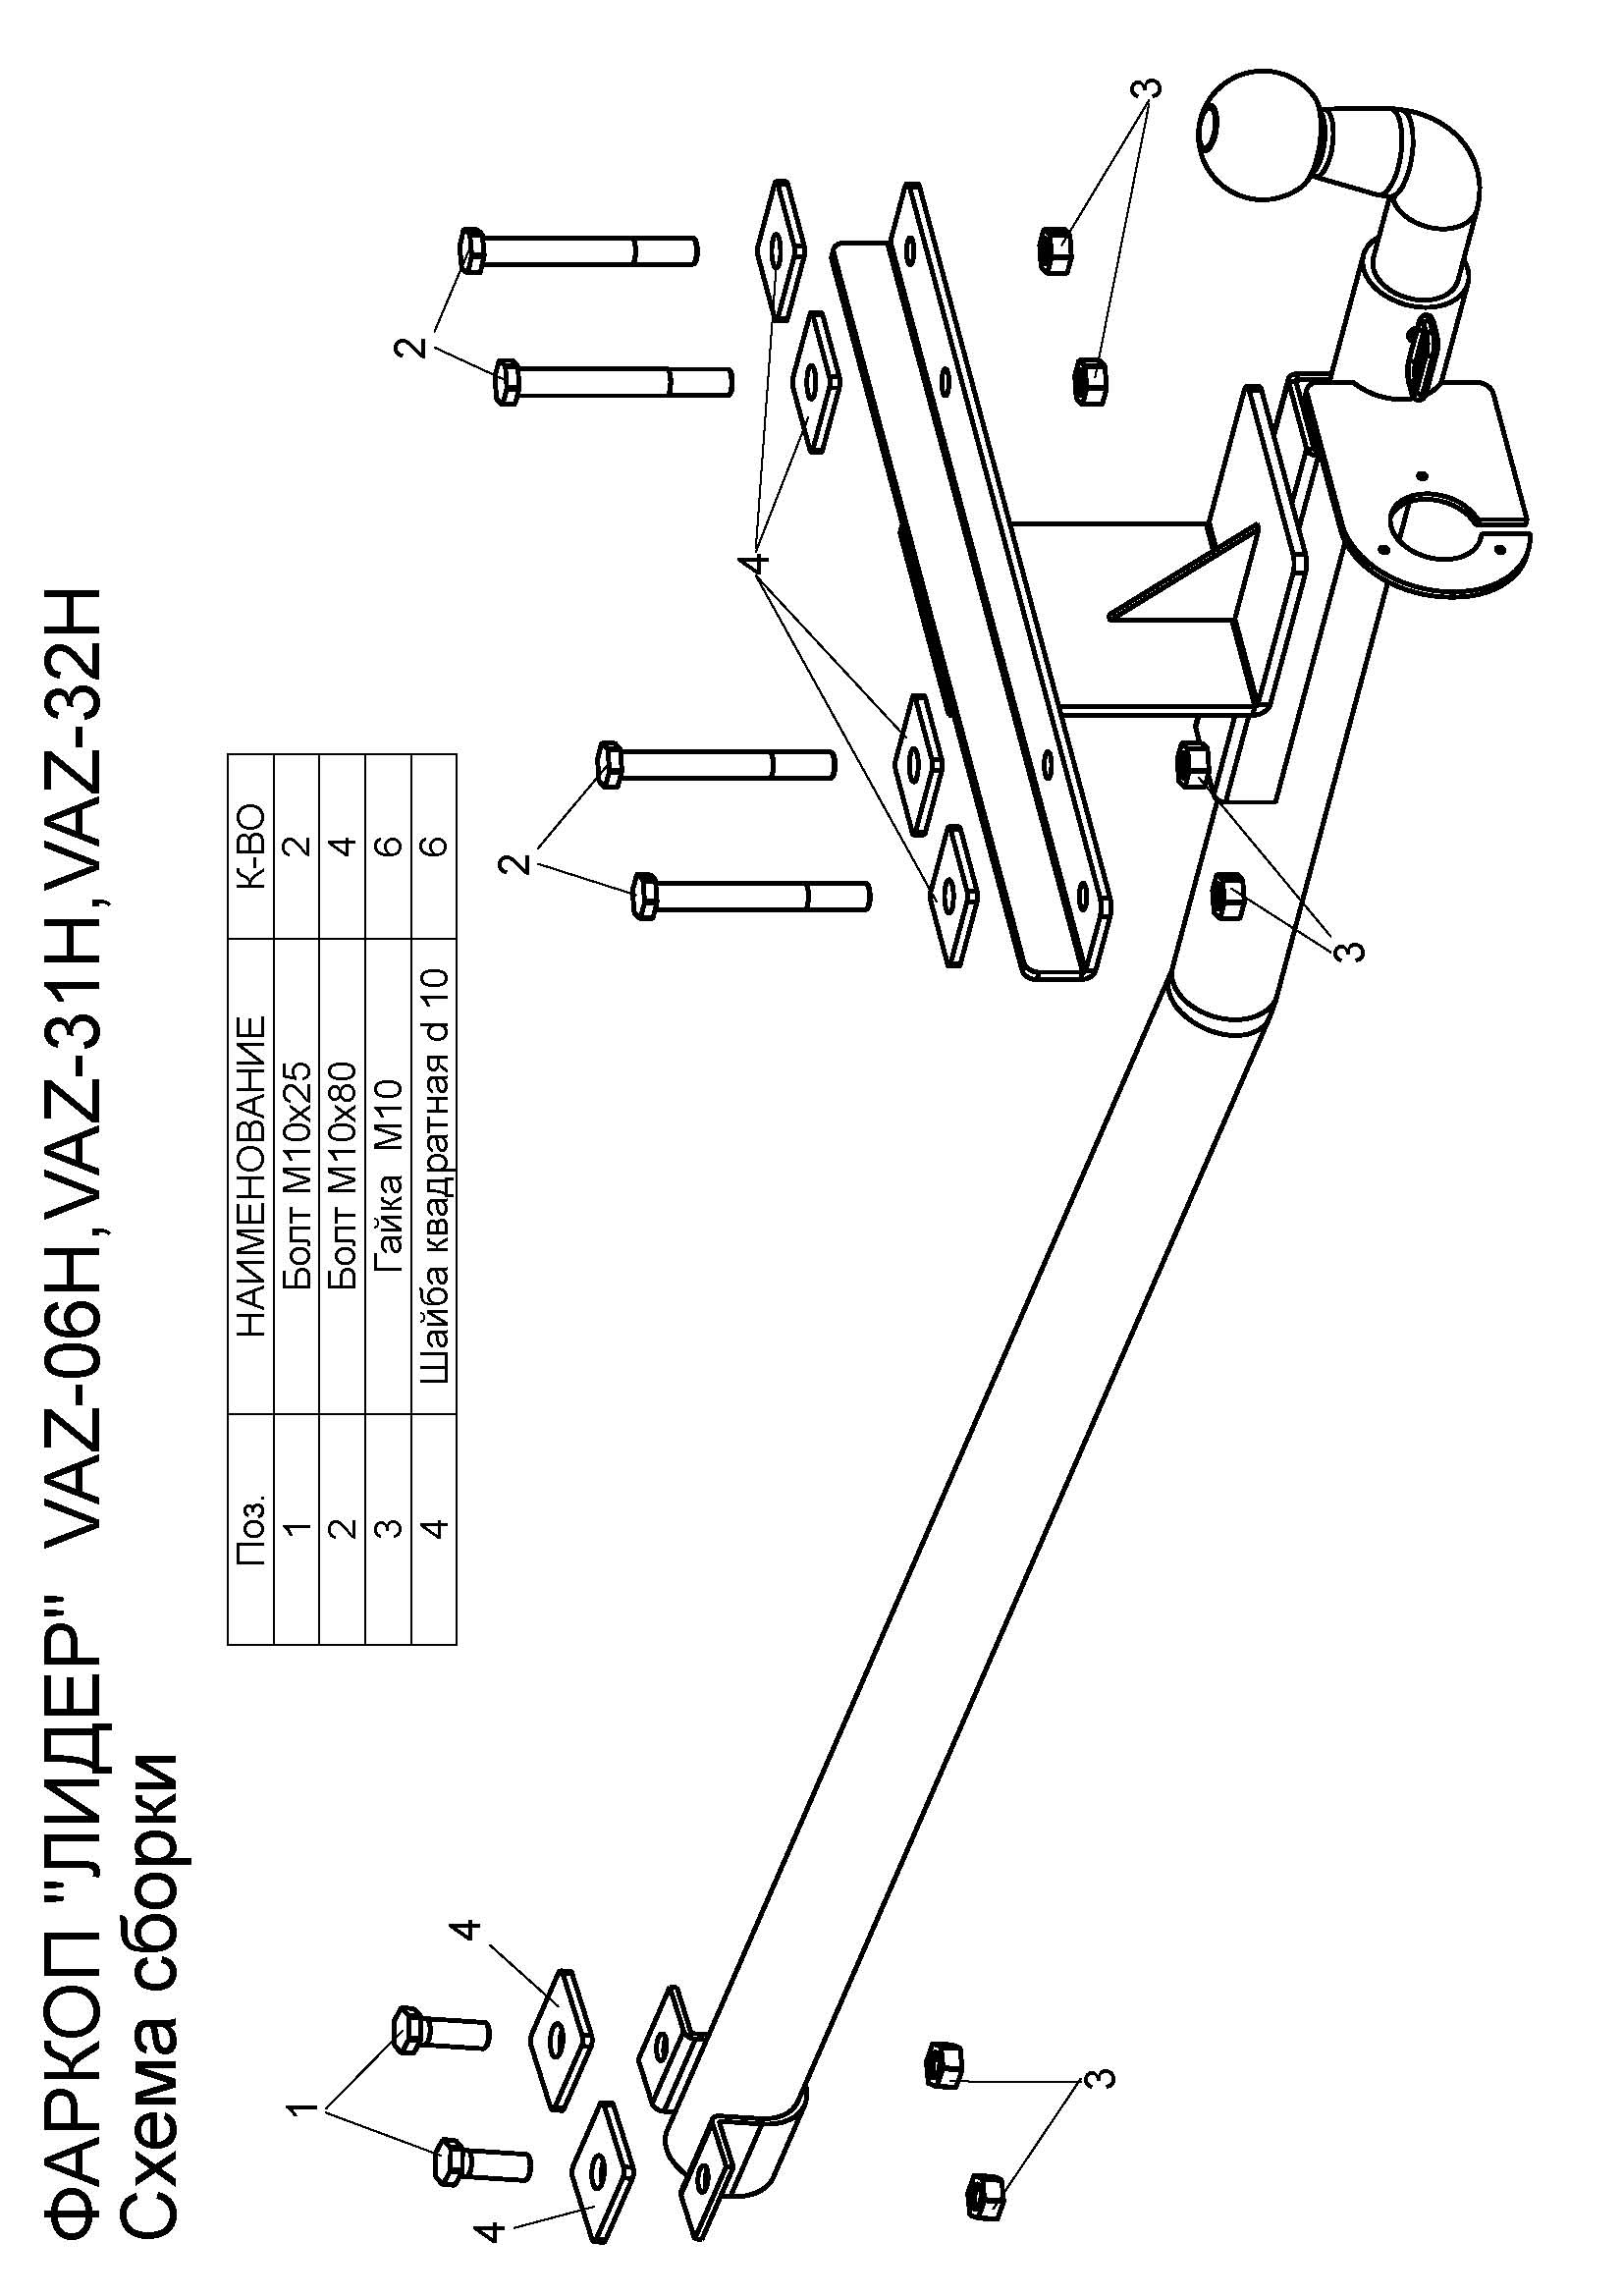 ФАРКОП "ЛИДЕР" VAZ-06H,VAZ-31H,VAZ-32H
Схема сборки
Поз. НАИМЕНОВАНИЕ К-ВО
1 Болт М10х25 2
2 Болт М10х80 4
3 Гайка М10 6
4 Шайба квадратная d 10 6
1
4
4
3
2
2
4
3
3